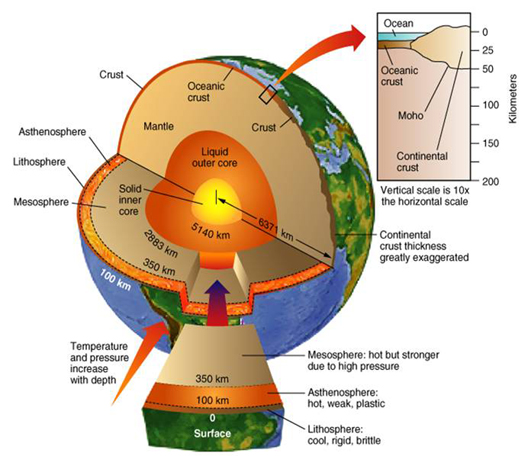 Ocean
Oceanic
crust
Moho
Continental
crust
0
25
50
100
150
200
Kilometers
Vertical scale is 10x
the horizontal scale
Crust
Oceanic
crust
Mantle
Crust
Asthenosphere
Lithosphere
Mesosphere
Liquid
outer core
Solid
inner
core
6371 km
5140 km
2883 km
350 km
100 km
Continental
crust thickness
greatly exaggerated
Temperature
and pressure
increase
with depth
350 km
100 km
0
Surface
Mesosphere: hot but stronger
due to high pressure
Asthenosphere:
hot, weak, plastic
Lithosphere:
cool, rigid, brittle